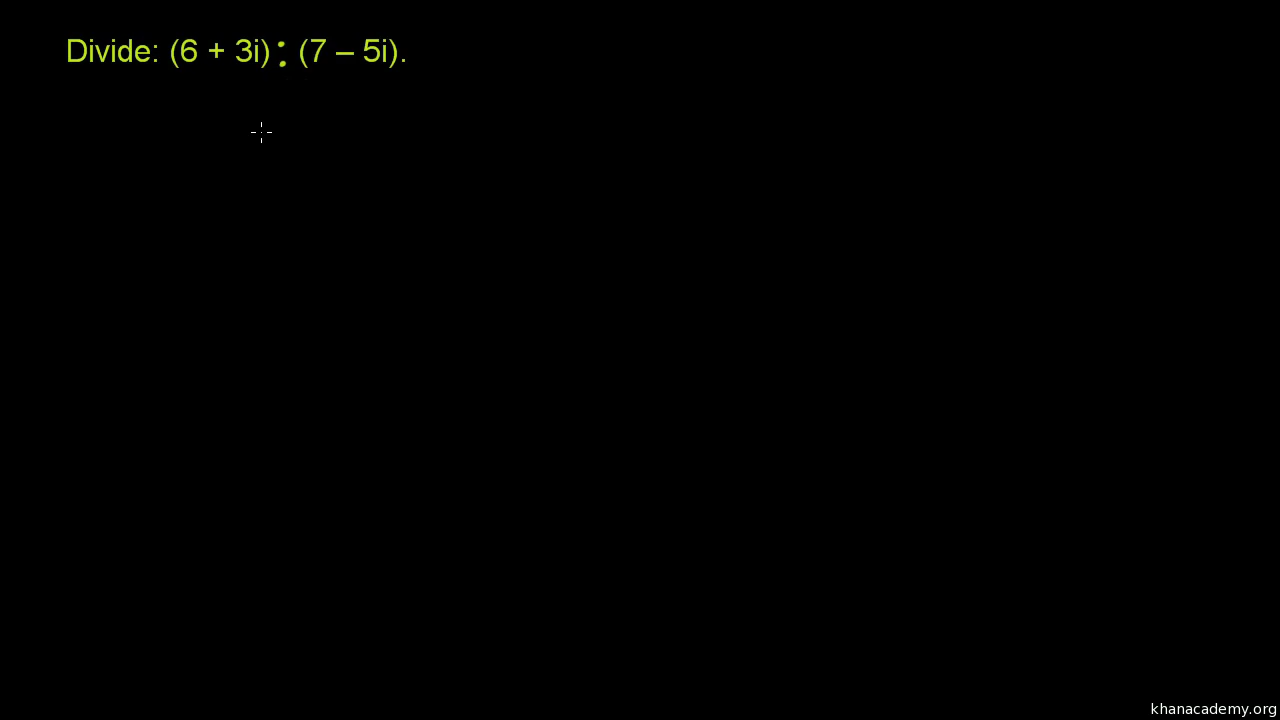 Divide: (6 + 3i) : (7 – 5i).
khanacademy.org